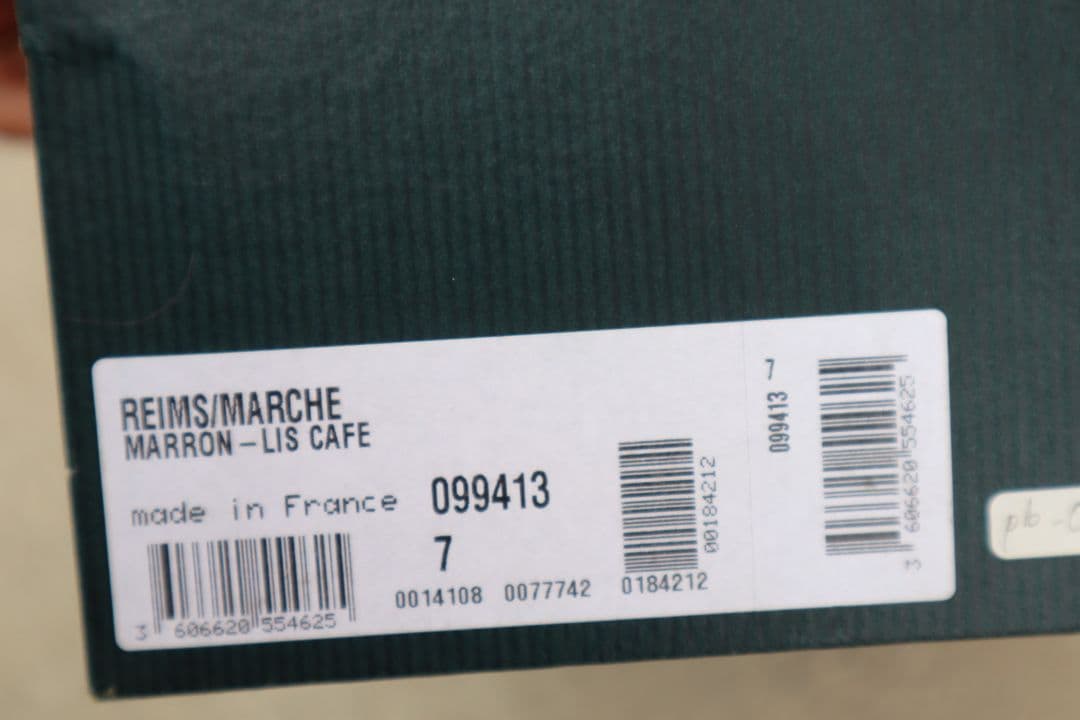 REIMS/MARCHE
MARRON-LIS CAFE
made in France 099413
7
0014108 0077742 0184212
3 606620 554625
00184212
7
099413
3 606620 554625